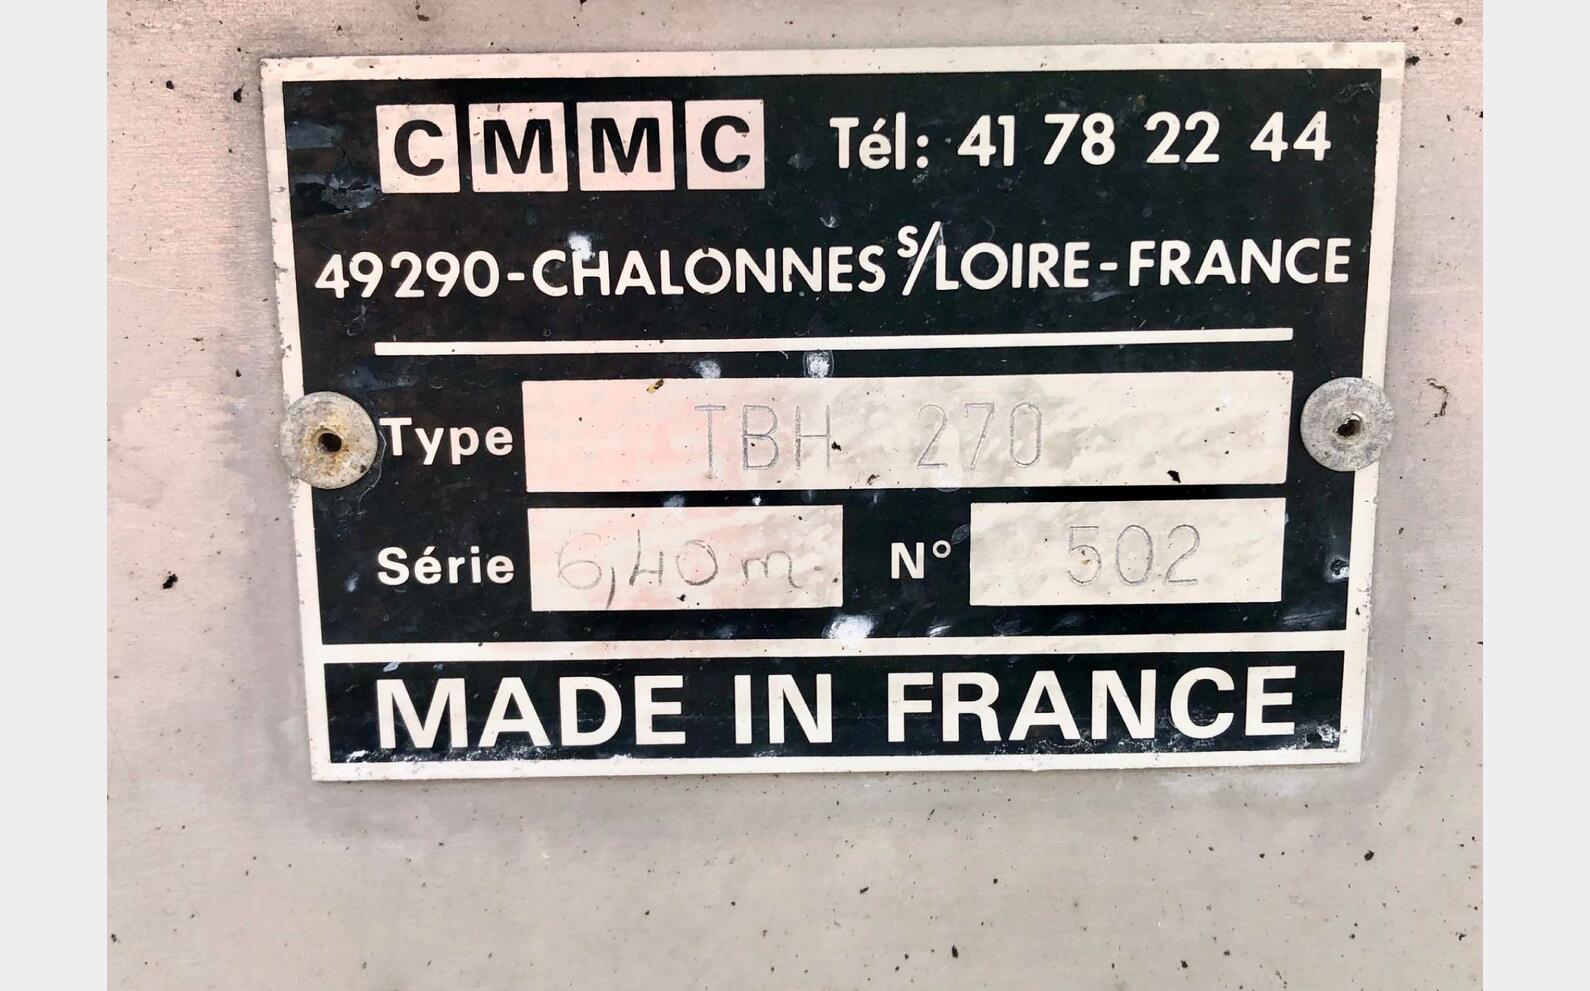 CMMC Tél: 41 78 22 44
49290-CHALONNES S/LOIRE-FRANCE
Type TBH 270
Série 6,40 m N° 502
MADE IN FRANCE